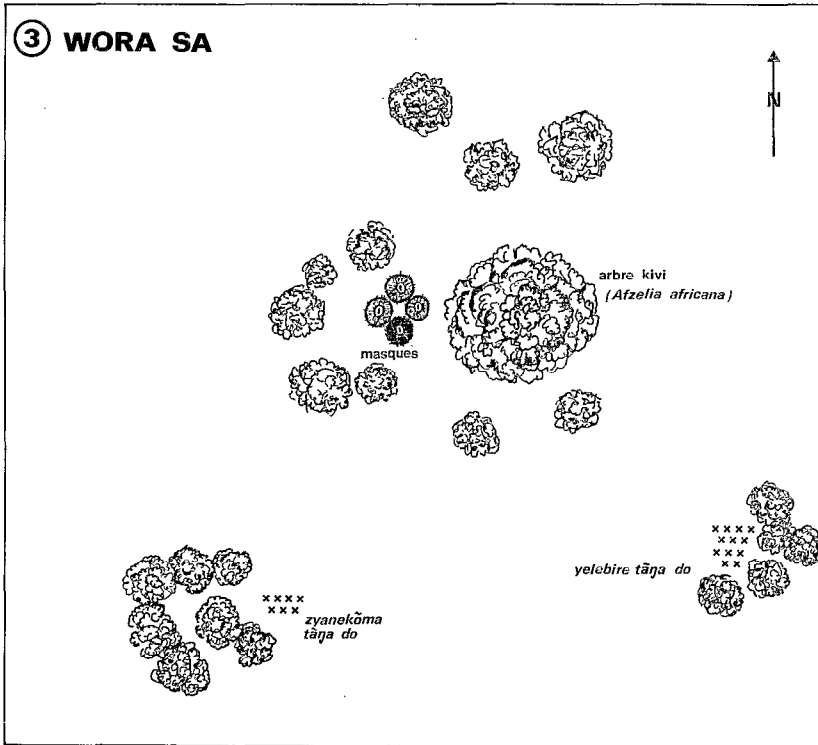 ③ WORA SA
N
arbre kivi
(Afzelia africana)
masques
yelebire tãŋa do
zyanekõma
tãŋa do